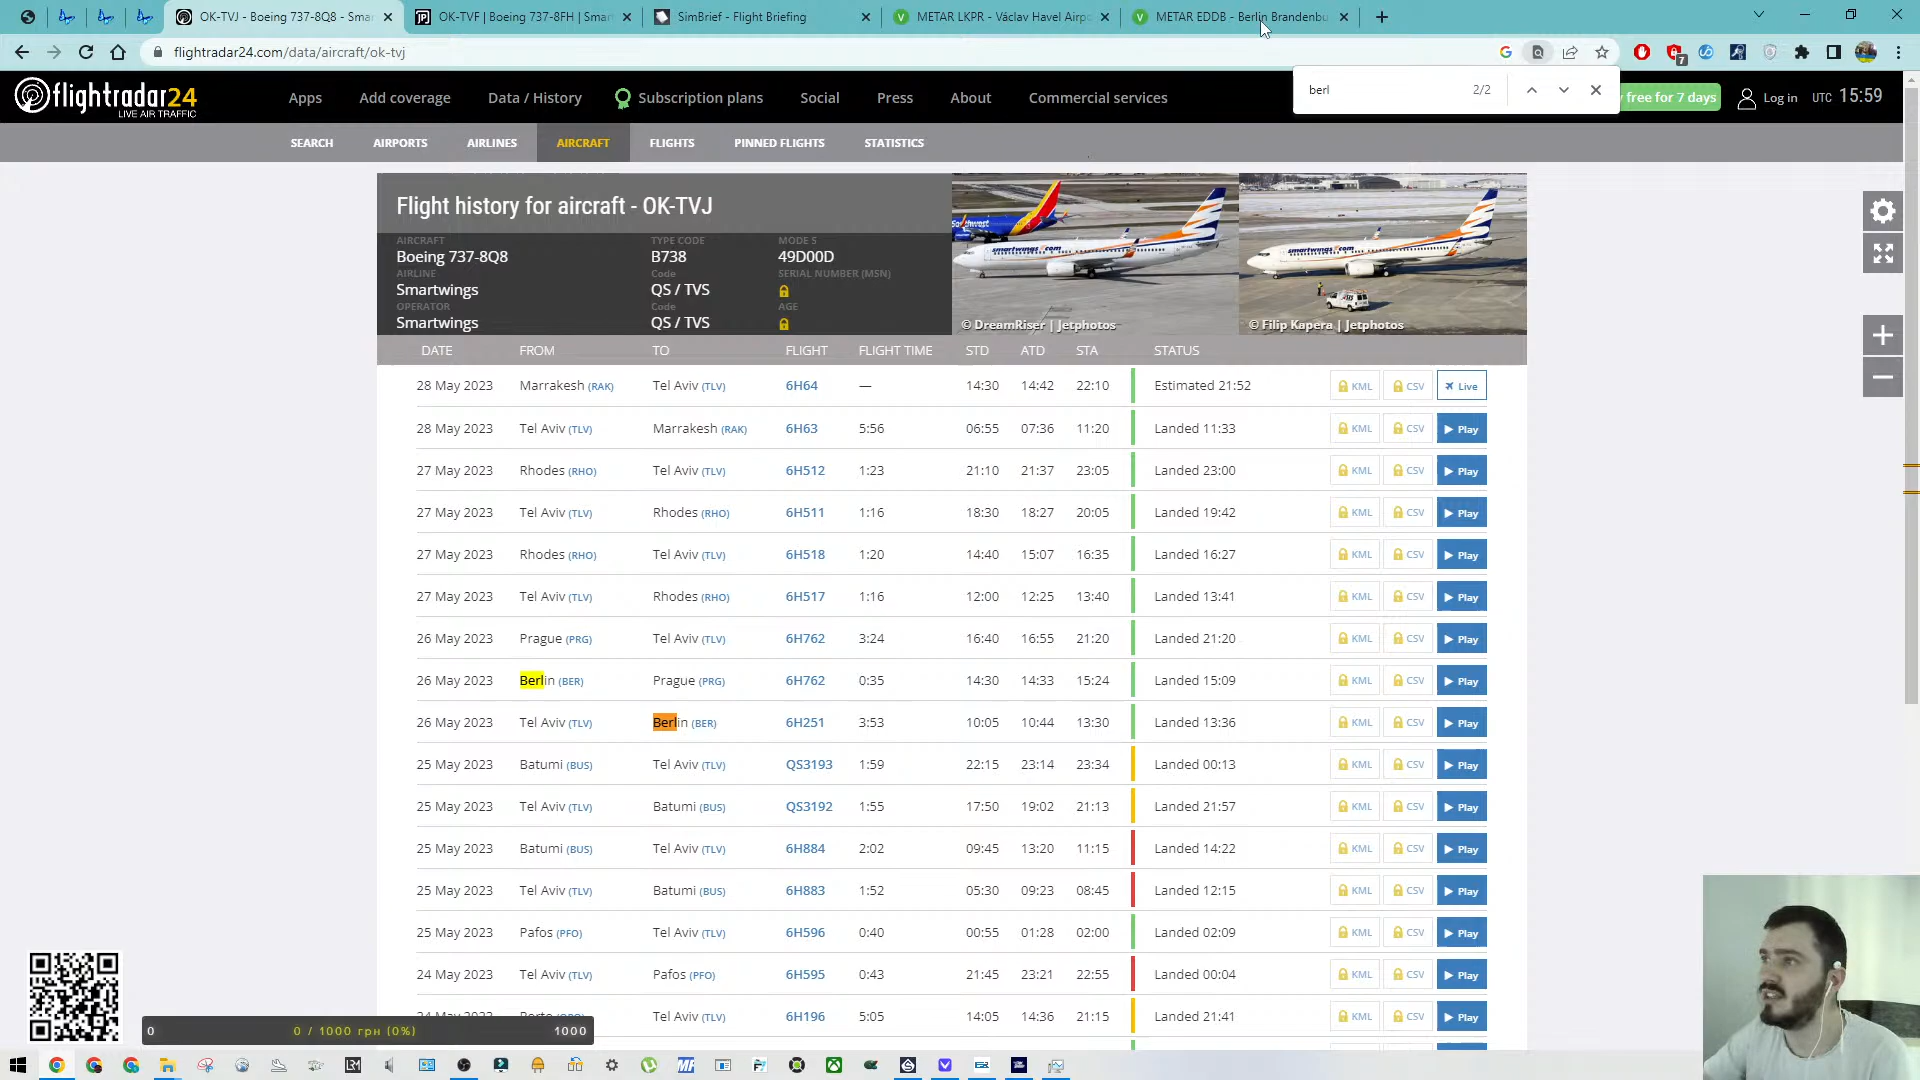 OK-TVJ - Boeing 737-8Q8 - Smar
OK-TVF | Boeing 737-8FH | Smart
SimBrief - Flight Briefing
METAR LKPR - Václav Havel Airpo
METAR EDDB - Berlin Brandenbu
flightradar24.com/data/aircraft/ok-tvj
7
berl
2/2
flightradar24
LIVE AIR TRAFFIC
Apps
Add coverage
Data / History
Subscription plans
Social
Press
About
Commercial services
free for 7 days
Log in
UTC 15:59
SEARCH
AIRPORTS
AIRLINES
AIRCRAFT
FLIGHTS
PINNED FLIGHTS
STATISTICS
Flight history for aircraft - OK-TVJ
AIRCRAFT
TYPE CODE
MODE S
Boeing 737-8Q8
B738
49D00D
AIRLINE
Code
SERIAL NUMBER (MSN)
Smartwings
QS / TVS
OPERATOR
Code
AGE
Smartwings
QS / TVS
Southwest
smartwings.com
© DreamRiser | Jetphotos
smartwings.com
© Filip Kapera | Jetphotos
DATE FROM TO FLIGHT FLIGHT TIME STD ATD STA STATUS
28 May 2023 Marrakesh (RAK) Tel Aviv (TLV) 6H64 — 14:30 14:42 22:10 Estimated 21:52 KML CSV Live
28 May 2023 Tel Aviv (TLV) Marrakesh (RAK) 6H63 5:56 06:55 07:36 11:20 Landed 11:33 KML CSV Play
27 May 2023 Rhodes (RHO) Tel Aviv (TLV) 6H512 1:23 21:10 21:37 23:05 Landed 23:00 KML CSV Play
27 May 2023 Tel Aviv (TLV) Rhodes (RHO) 6H511 1:16 18:30 18:27 20:05 Landed 19:42 KML CSV Play
27 May 2023 Rhodes (RHO) Tel Aviv (TLV) 6H518 1:20 14:40 15:07 16:35 Landed 16:27 KML CSV Play
27 May 2023 Tel Aviv (TLV) Rhodes (RHO) 6H517 1:16 12:00 12:25 13:40 Landed 13:41 KML CSV Play
26 May 2023 Prague (PRG) Tel Aviv (TLV) 6H762 3:24 16:40 16:55 21:20 Landed 21:20 KML CSV Play
26 May 2023 Berlin (BER) Prague (PRG) 6H762 0:35 14:30 14:33 15:24 Landed 15:09 KML CSV Play
26 May 2023 Tel Aviv (TLV) Berlin (BER) 6H251 3:53 10:05 10:44 13:30 Landed 13:36 KML CSV Play
25 May 2023 Batumi (BUS) Tel Aviv (TLV) QS3193 1:59 22:15 23:14 23:34 Landed 00:13 KML CSV Play
25 May 2023 Tel Aviv (TLV) Batumi (BUS) QS3192 1:55 17:50 19:02 21:13 Landed 21:57 KML CSV Play
25 May 2023 Batumi (BUS) Tel Aviv (TLV) 6H884 2:02 09:45 13:20 11:15 Landed 14:22 KML CSV Play
25 May 2023 Tel Aviv (TLV) Batumi (BUS) 6H883 1:52 05:30 09:23 08:45 Landed 12:15 KML CSV Play
25 May 2023 Pafos (PFO) Tel Aviv (TLV) 6H596 0:40 00:55 01:28 02:00 Landed 02:09 KML CSV Play
24 May 2023 Tel Aviv (TLV) Pafos (PFO) 6H595 0:43 21:45 23:21 22:55 Landed 00:04 KML CSV Play
24 May 2023 Porto (OPO) Tel Aviv (TLV) 6H196 5:05 14:05 14:36 21:15 Landed 21:41 KML CSV Play
0 0 / 1000 грн (0%) 1000